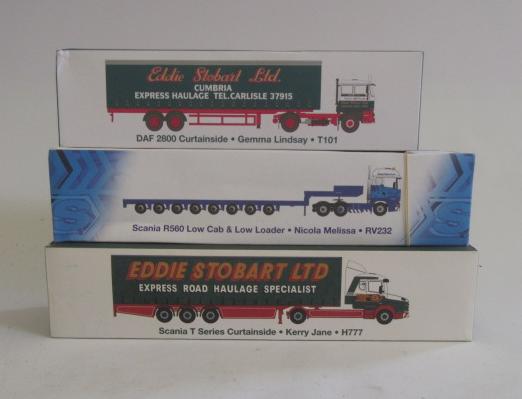 Eddie Stobart Ltd.
CUMBRIA
EXPRESS HAULAGE TEL.CARLISLE 37915
DAF 2800 Curtainside • Gemma Lindsay • T101
Scania R560 Low Cab & Low Loader • Nicola Melissa • RV232
EDDIE STOBART LTD
EXPRESS ROAD HAULAGE SPECIALIST
Scania T Series Curtainside • Kerry Jane • H777